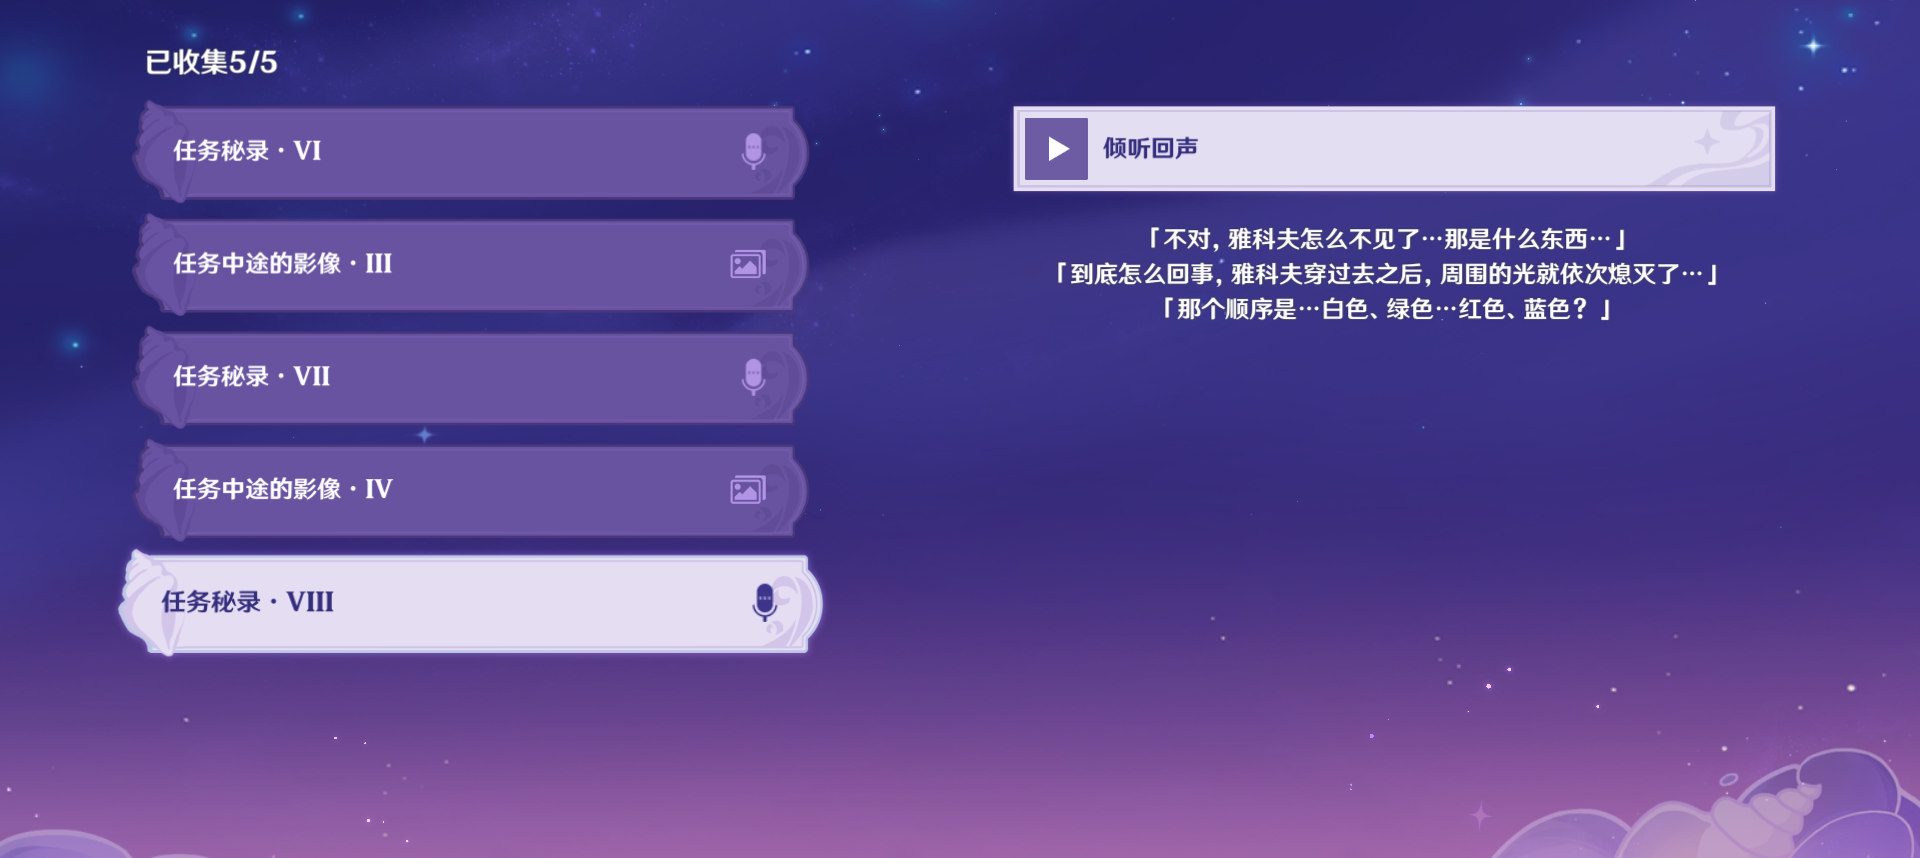 已收集5/5
任务秘录·VI
任务中途的影像·III
任务秘录·VII
任务中途的影像·IV
任务秘录·VIII
倾听回声
「不对，雅科夫怎么不见了…那是什么东西…」
「到底怎么回事，雅科夫穿过去之后，周围的光就依次熄灭了…」
「那个顺序是…白色、绿色…红色、蓝色？」